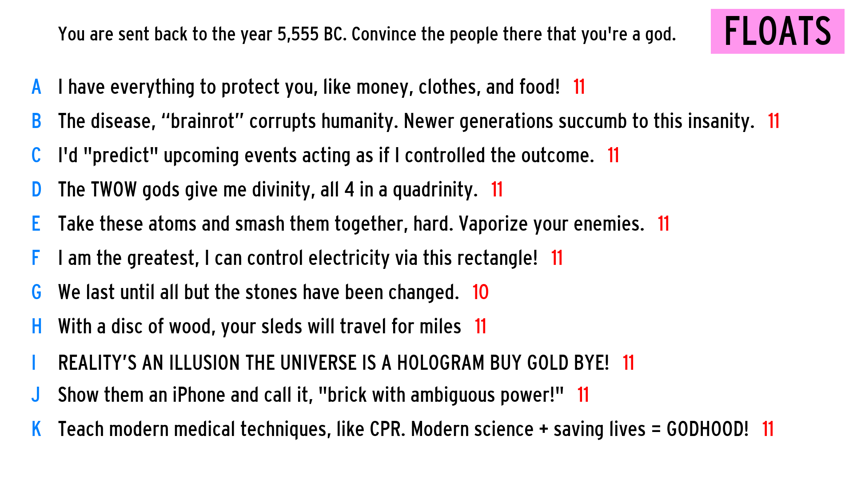 You are sent back to the year 5,555 BC. Convince the people there that you're a god.
FLOATS
A I have everything to protect you, like money, clothes, and food! 11
B The disease, “brainrot” corrupts humanity. Newer generations succumb to this insanity. 11
C I'd "predict" upcoming events acting as if I controlled the outcome. 11
D The TWOW gods give me divinity, all 4 in a quadrinity. 11
E Take these atoms and smash them together, hard. Vaporize your enemies. 11
F I am the greatest, I can control electricity via this rectangle! 11
G We last until all but the stones have been changed. 10
H With a disc of wood, your sleds will travel for miles 11
I REALITY’S AN ILLUSION THE UNIVERSE IS A HOLOGRAM BUY GOLD BYE! 11
J Show them an iPhone and call it, "brick with ambiguous power!" 11
K Teach modern medical techniques, like CPR. Modern science + saving lives = GODHOOD! 11